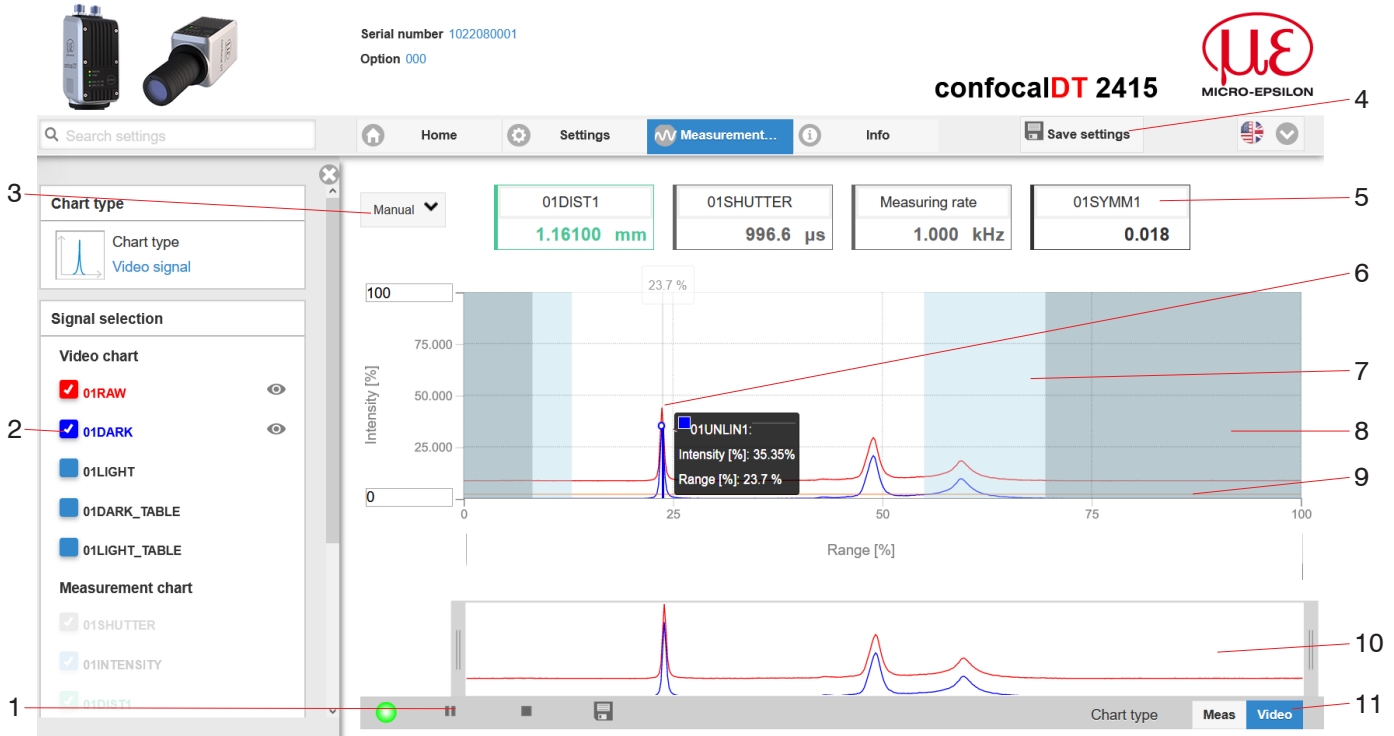 Serial number 1022080001
Option 000
confocalDT 2415
µε
MICRO-EPSILON
4
Search settings
Home
Settings
Measurement...
Info
Save settings
3
Chart type
Chart type
Video signal
Manual
01DIST1
1.16100 mm
01SHUTTER
996.6 µs
Measuring rate
1.000 kHz
01SYMM1
0.018
5
6
Signal selection
Video chart
01RAW
2
01DARK
01LIGHT
01DARK_TABLE
01LIGHT_TABLE
Measurement chart
01SHUTTER
01INTENSITY
01DIST1
23.7 %
100
75.000
50.000
25.000
0
Intensity [%]
01UNLIN1:
Intensity [%]: 35.35%
Range [%]: 23.7 %
7
8
9
0
25
50
75
100
Range [%]
10
1
Chart type
Meas
Video
11